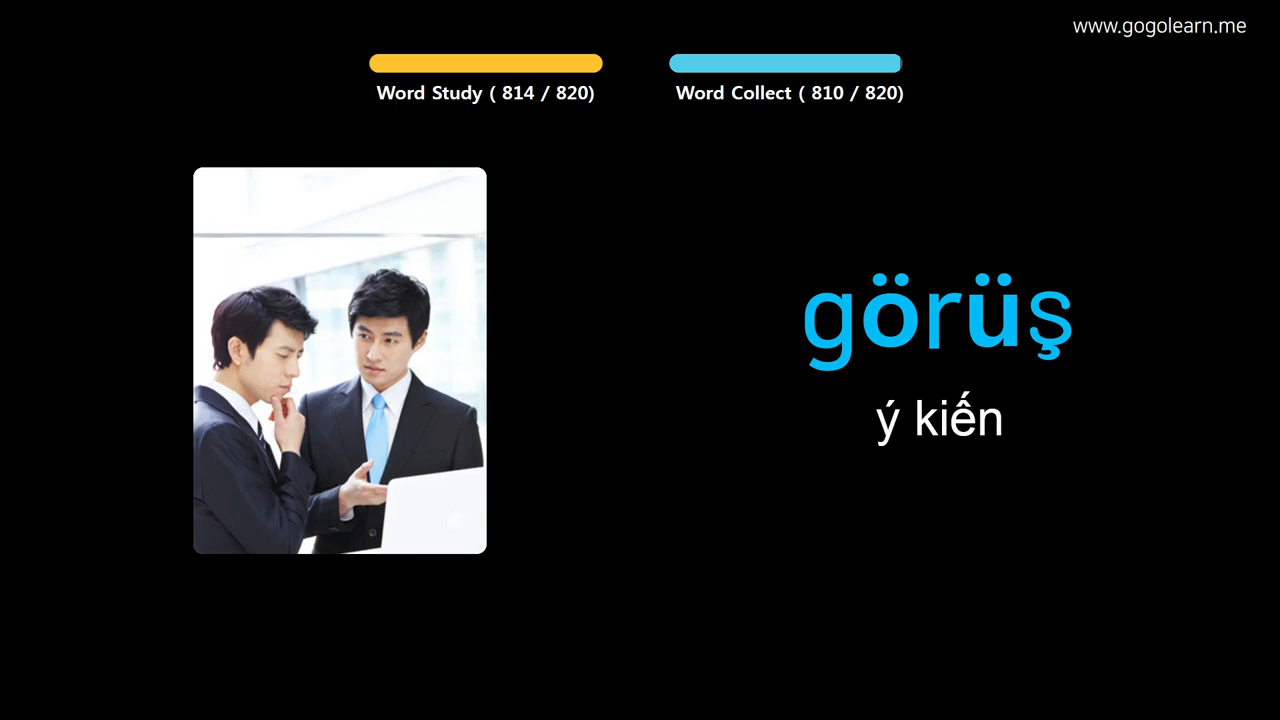 www.gogolearn.me
Word Study ( 814 / 820)
Word Collect ( 810 / 820)
görüş
ý kiến